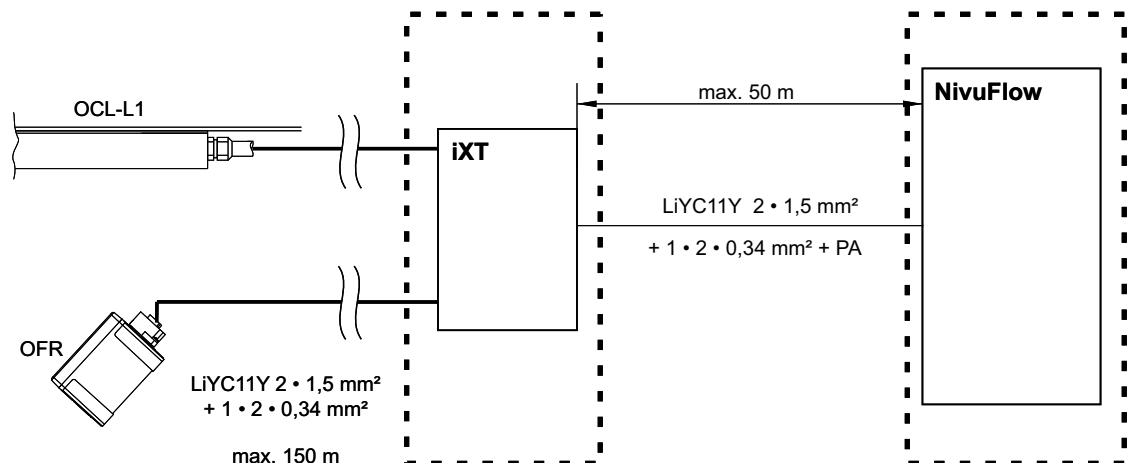 OCL-L1
iXT
max. 50 m
NivuFlow
LiYC11Y 2 • 1,5 mm²
+ 1 • 2 • 0,34 mm² + PA
OFR
LiYC11Y 2 • 1,5 mm²
+ 1 • 2 • 0,34 mm²
max. 150 m